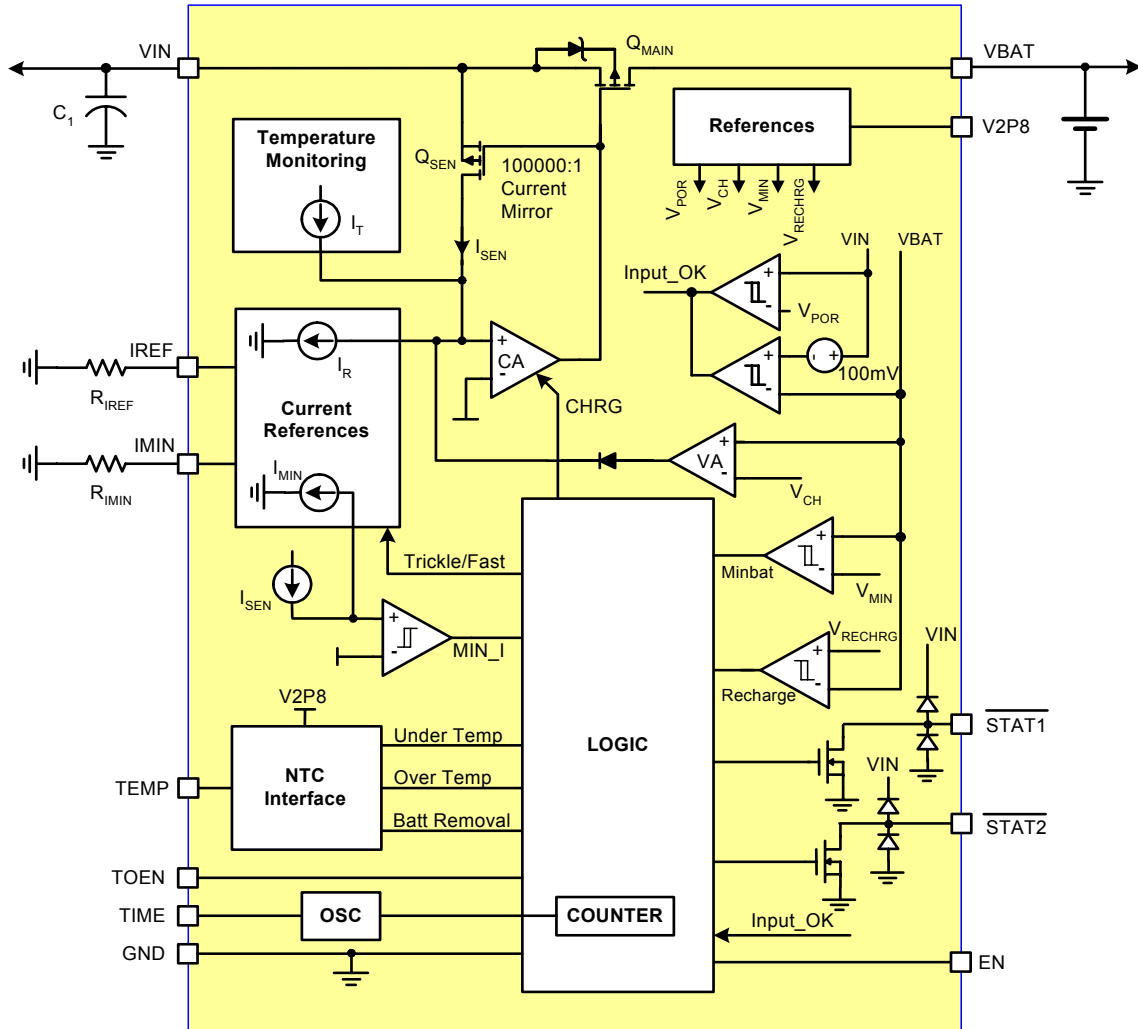 VIN
C1
QMAIN
VBAT
V2P8
Temperature
Monitoring
IT
QSEN
100000:1
Current
Mirror
ISEN
References
VPOR
VCH
VMIN
VRECHRG
VIN
VBAT
Input_OK
+
-
VPOR
+
-
- +
100mV
IREF
RIREF
IMIN
RIMIN
IR
Current
References
IMIN
+
CA
-
CHRG
+
VA
-
VCH
Trickle/Fast
ISEN
+
-
MIN_I
Minbat
+
-
VMIN
VRECHRG
+
-
Recharge
VIN
STAT1
VIN
STAT2
V2P8
NTC
Interface
TEMP
Under Temp
Over Temp
Batt Removal
LOGIC
TOEN
TIME
OSC
COUNTER
GND
Input_OK
EN